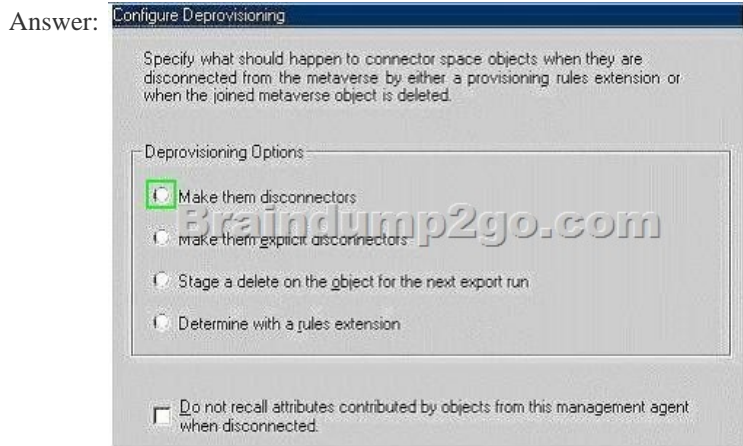 Answer:
Configure Deprovisioning
Specify what should happen to connector space objects when they are
disconnected from the metaverse by either a provisioning rules extension or
when the joined metaverse object is deleted.
Deprovisioning Options
Make them disconnectors
Braindump2go.com
Make them explicit disconnectors
Stage a delete on the object for the next export run
Determine with a rules extension
Do not recall attributes contributed by objects from this management agent
when disconnected.